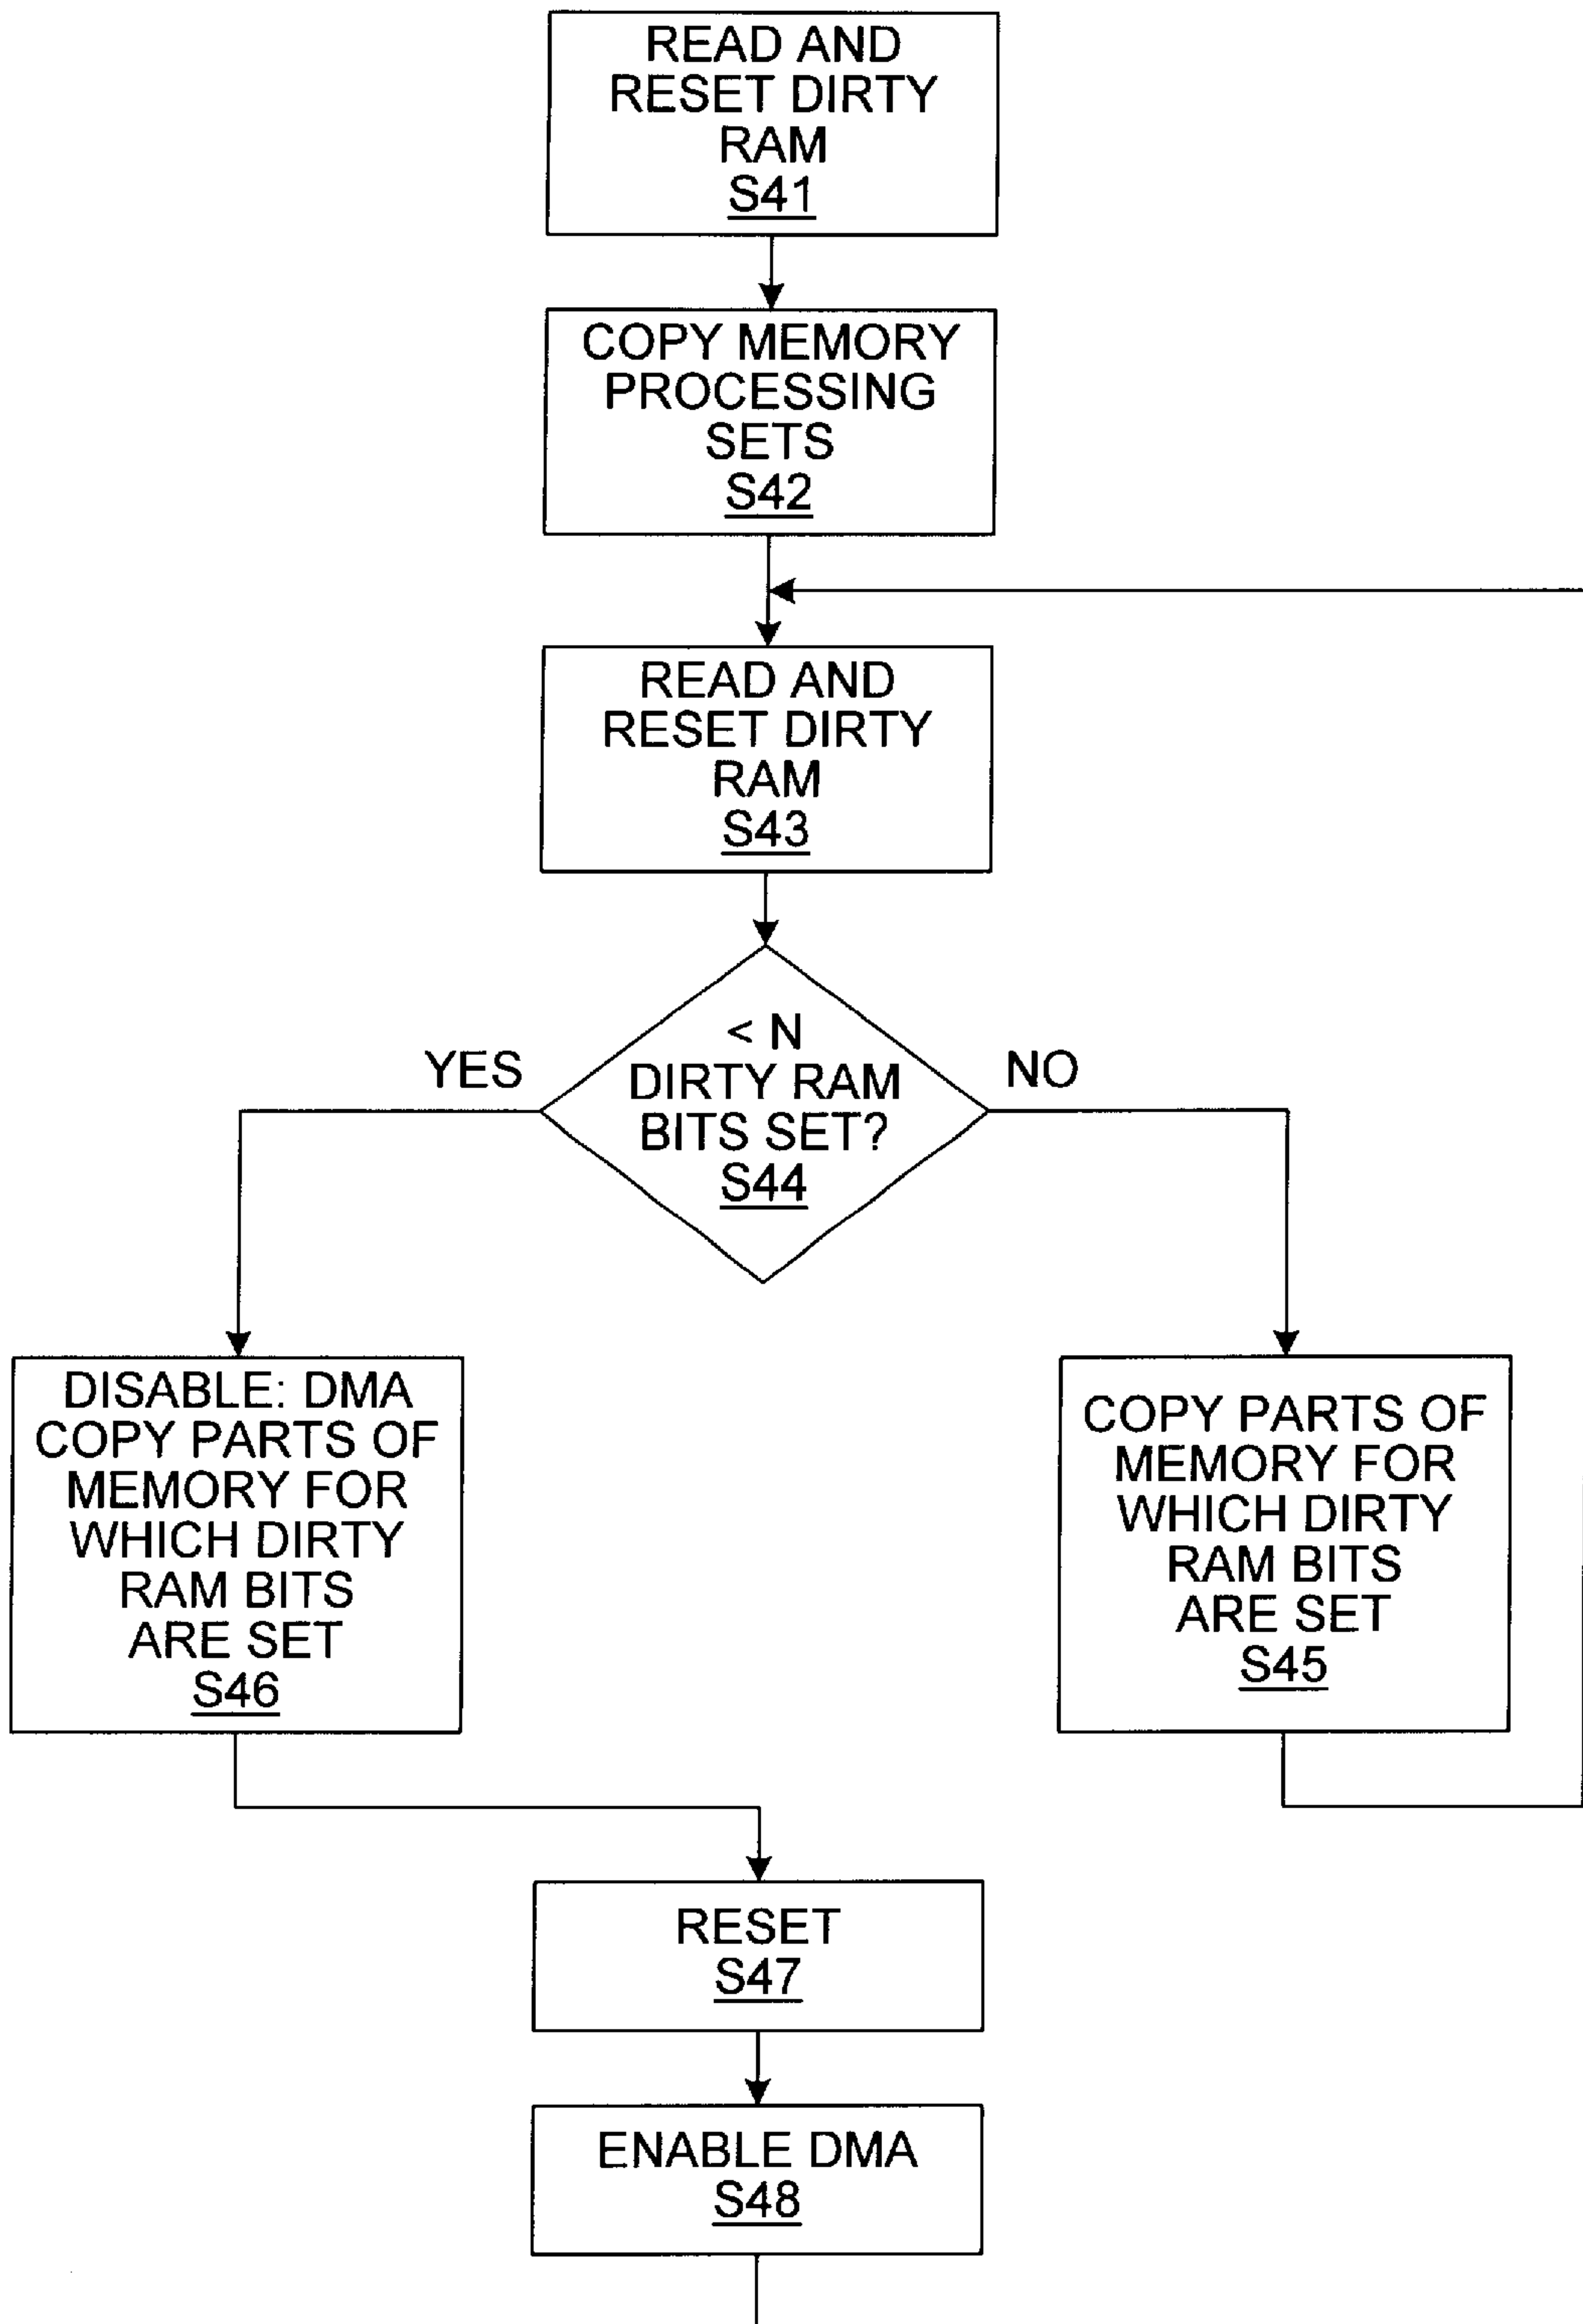 READ AND
RESET DIRTY
RAM
S41
COPY MEMORY
PROCESSING
SETS
S42
READ AND
RESET DIRTY
RAM
S43
< N
DIRTY RAM
BITS SET?
S44
YES
NO
DISABLE: DMA
COPY PARTS OF
MEMORY FOR
WHICH DIRTY
RAM BITS
ARE SET
S46
COPY PARTS OF
MEMORY FOR
WHICH DIRTY
RAM BITS
ARE SET
S45
RESET
S47
ENABLE DMA
S48